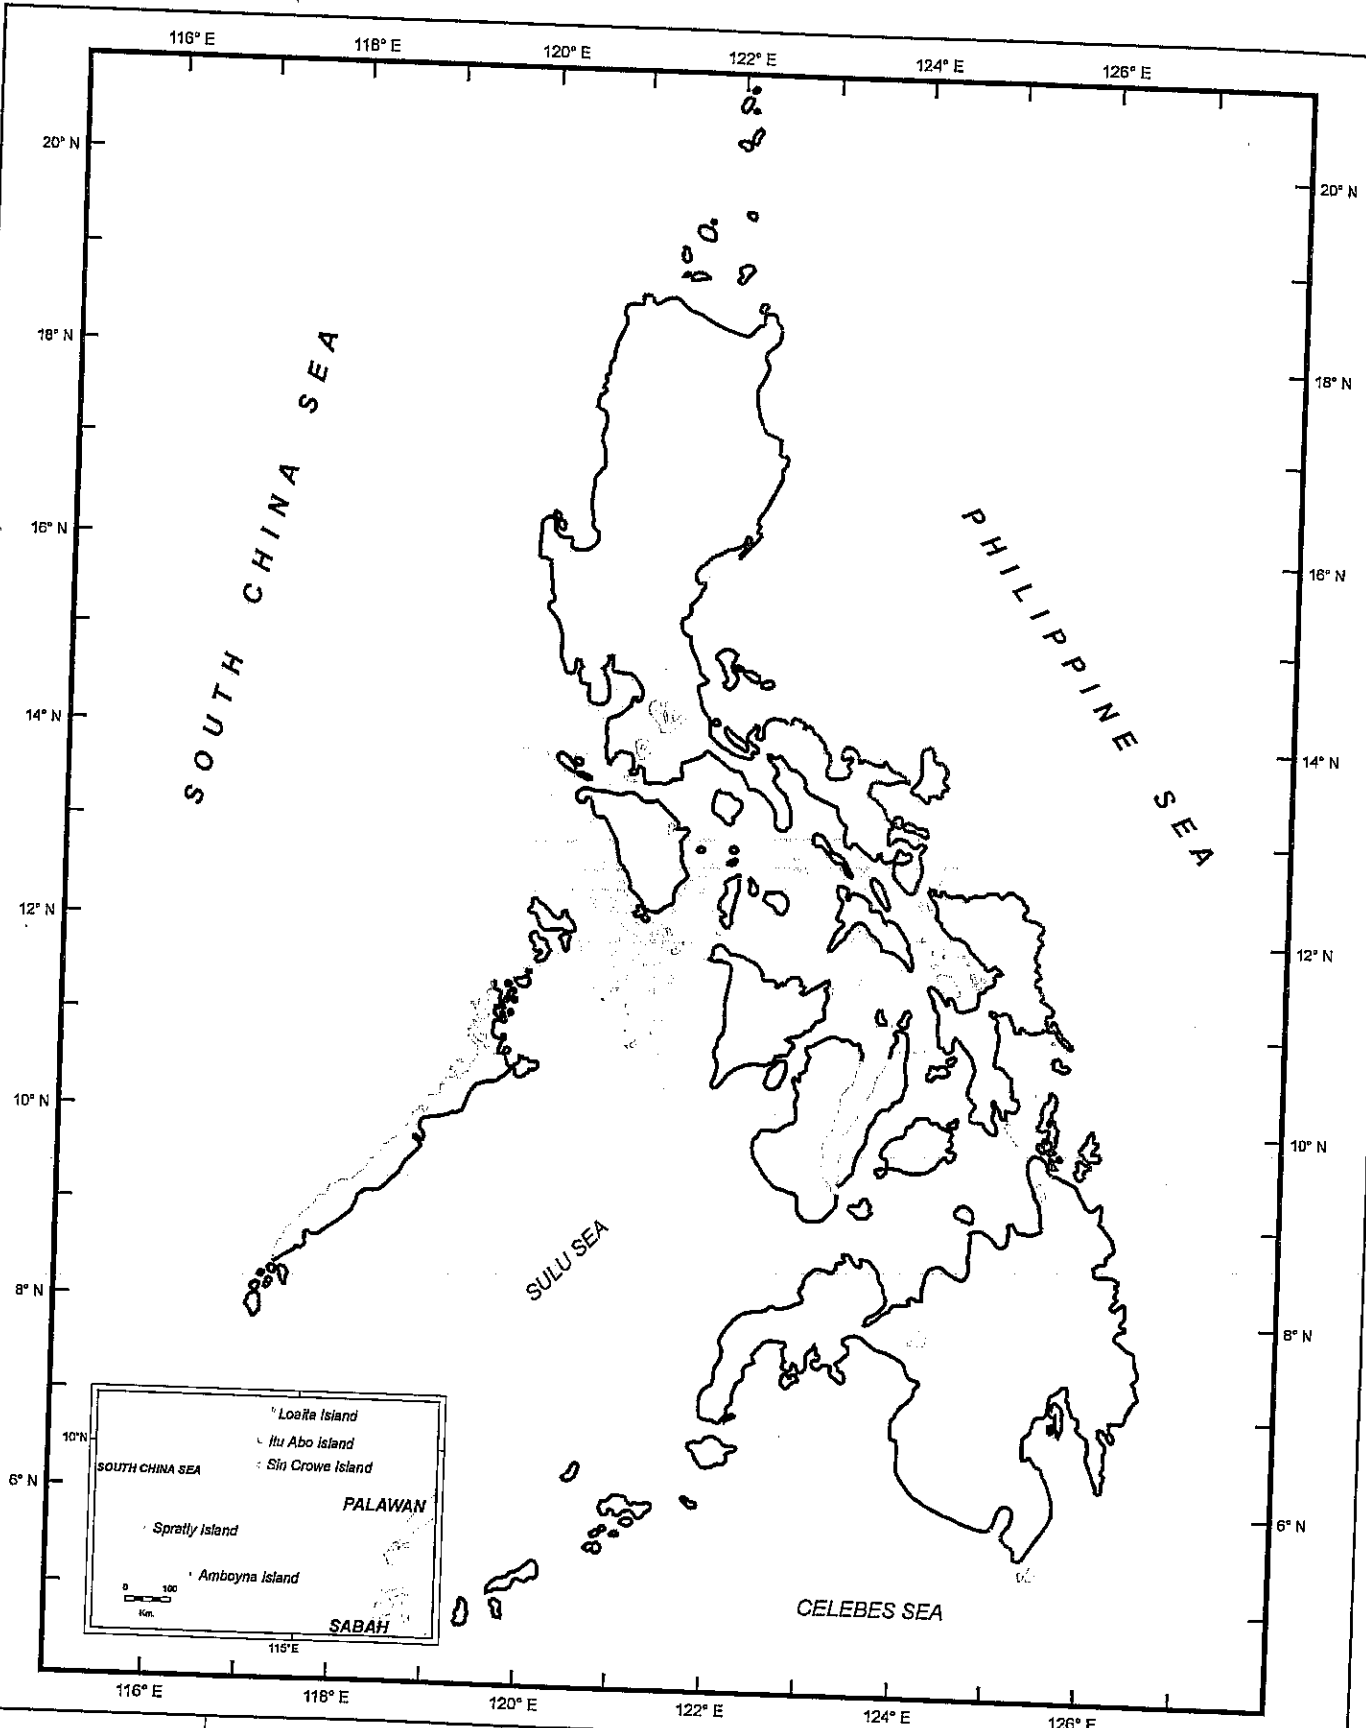 116° E 118° E 120° E 122° E 124° E 126° E
20° N
20° N
18° N
18° N
SOUTH CHINA SEA
16° N
16° N
PHILIPPINE SEA
14° N
14° N
12° N
12° N
10° N
10° N
SULU SEA
8° N
8° N
Loaita Island
10°N
Itu Abo Island
SOUTH CHINA SEA
Sin Crowe Island
6° N
PALAWAN
6° N
Spratly Island
Amboyna Island
0 100
Km.
SABAH
115°E
CELEBES SEA
116° E 118° E 120° E 122° E 124° E 126° E